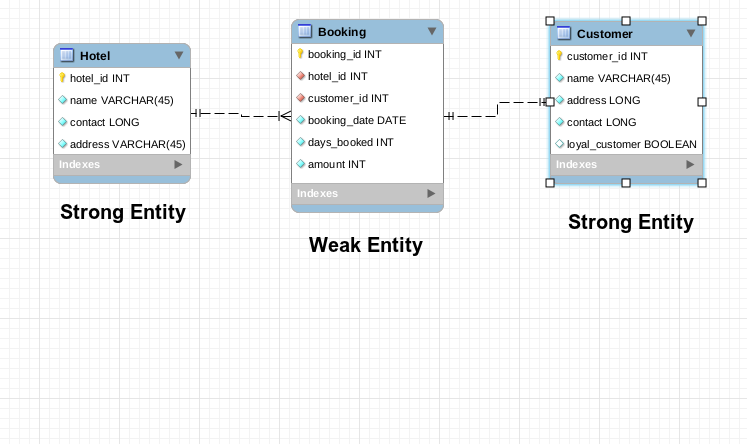 Hotel
hotel_id INT
name VARCHAR(45)
contact LONG
address VARCHAR(45)
Indexes
Strong Entity
Booking
booking_id INT
hotel_id INT
customer_id INT
booking_date DATE
days_booked INT
amount INT
Indexes
Weak Entity
Customer
customer_id INT
name VARCHAR(45)
address LONG
contact LONG
loyal_customer BOOLEAN
Indexes
Strong Entity